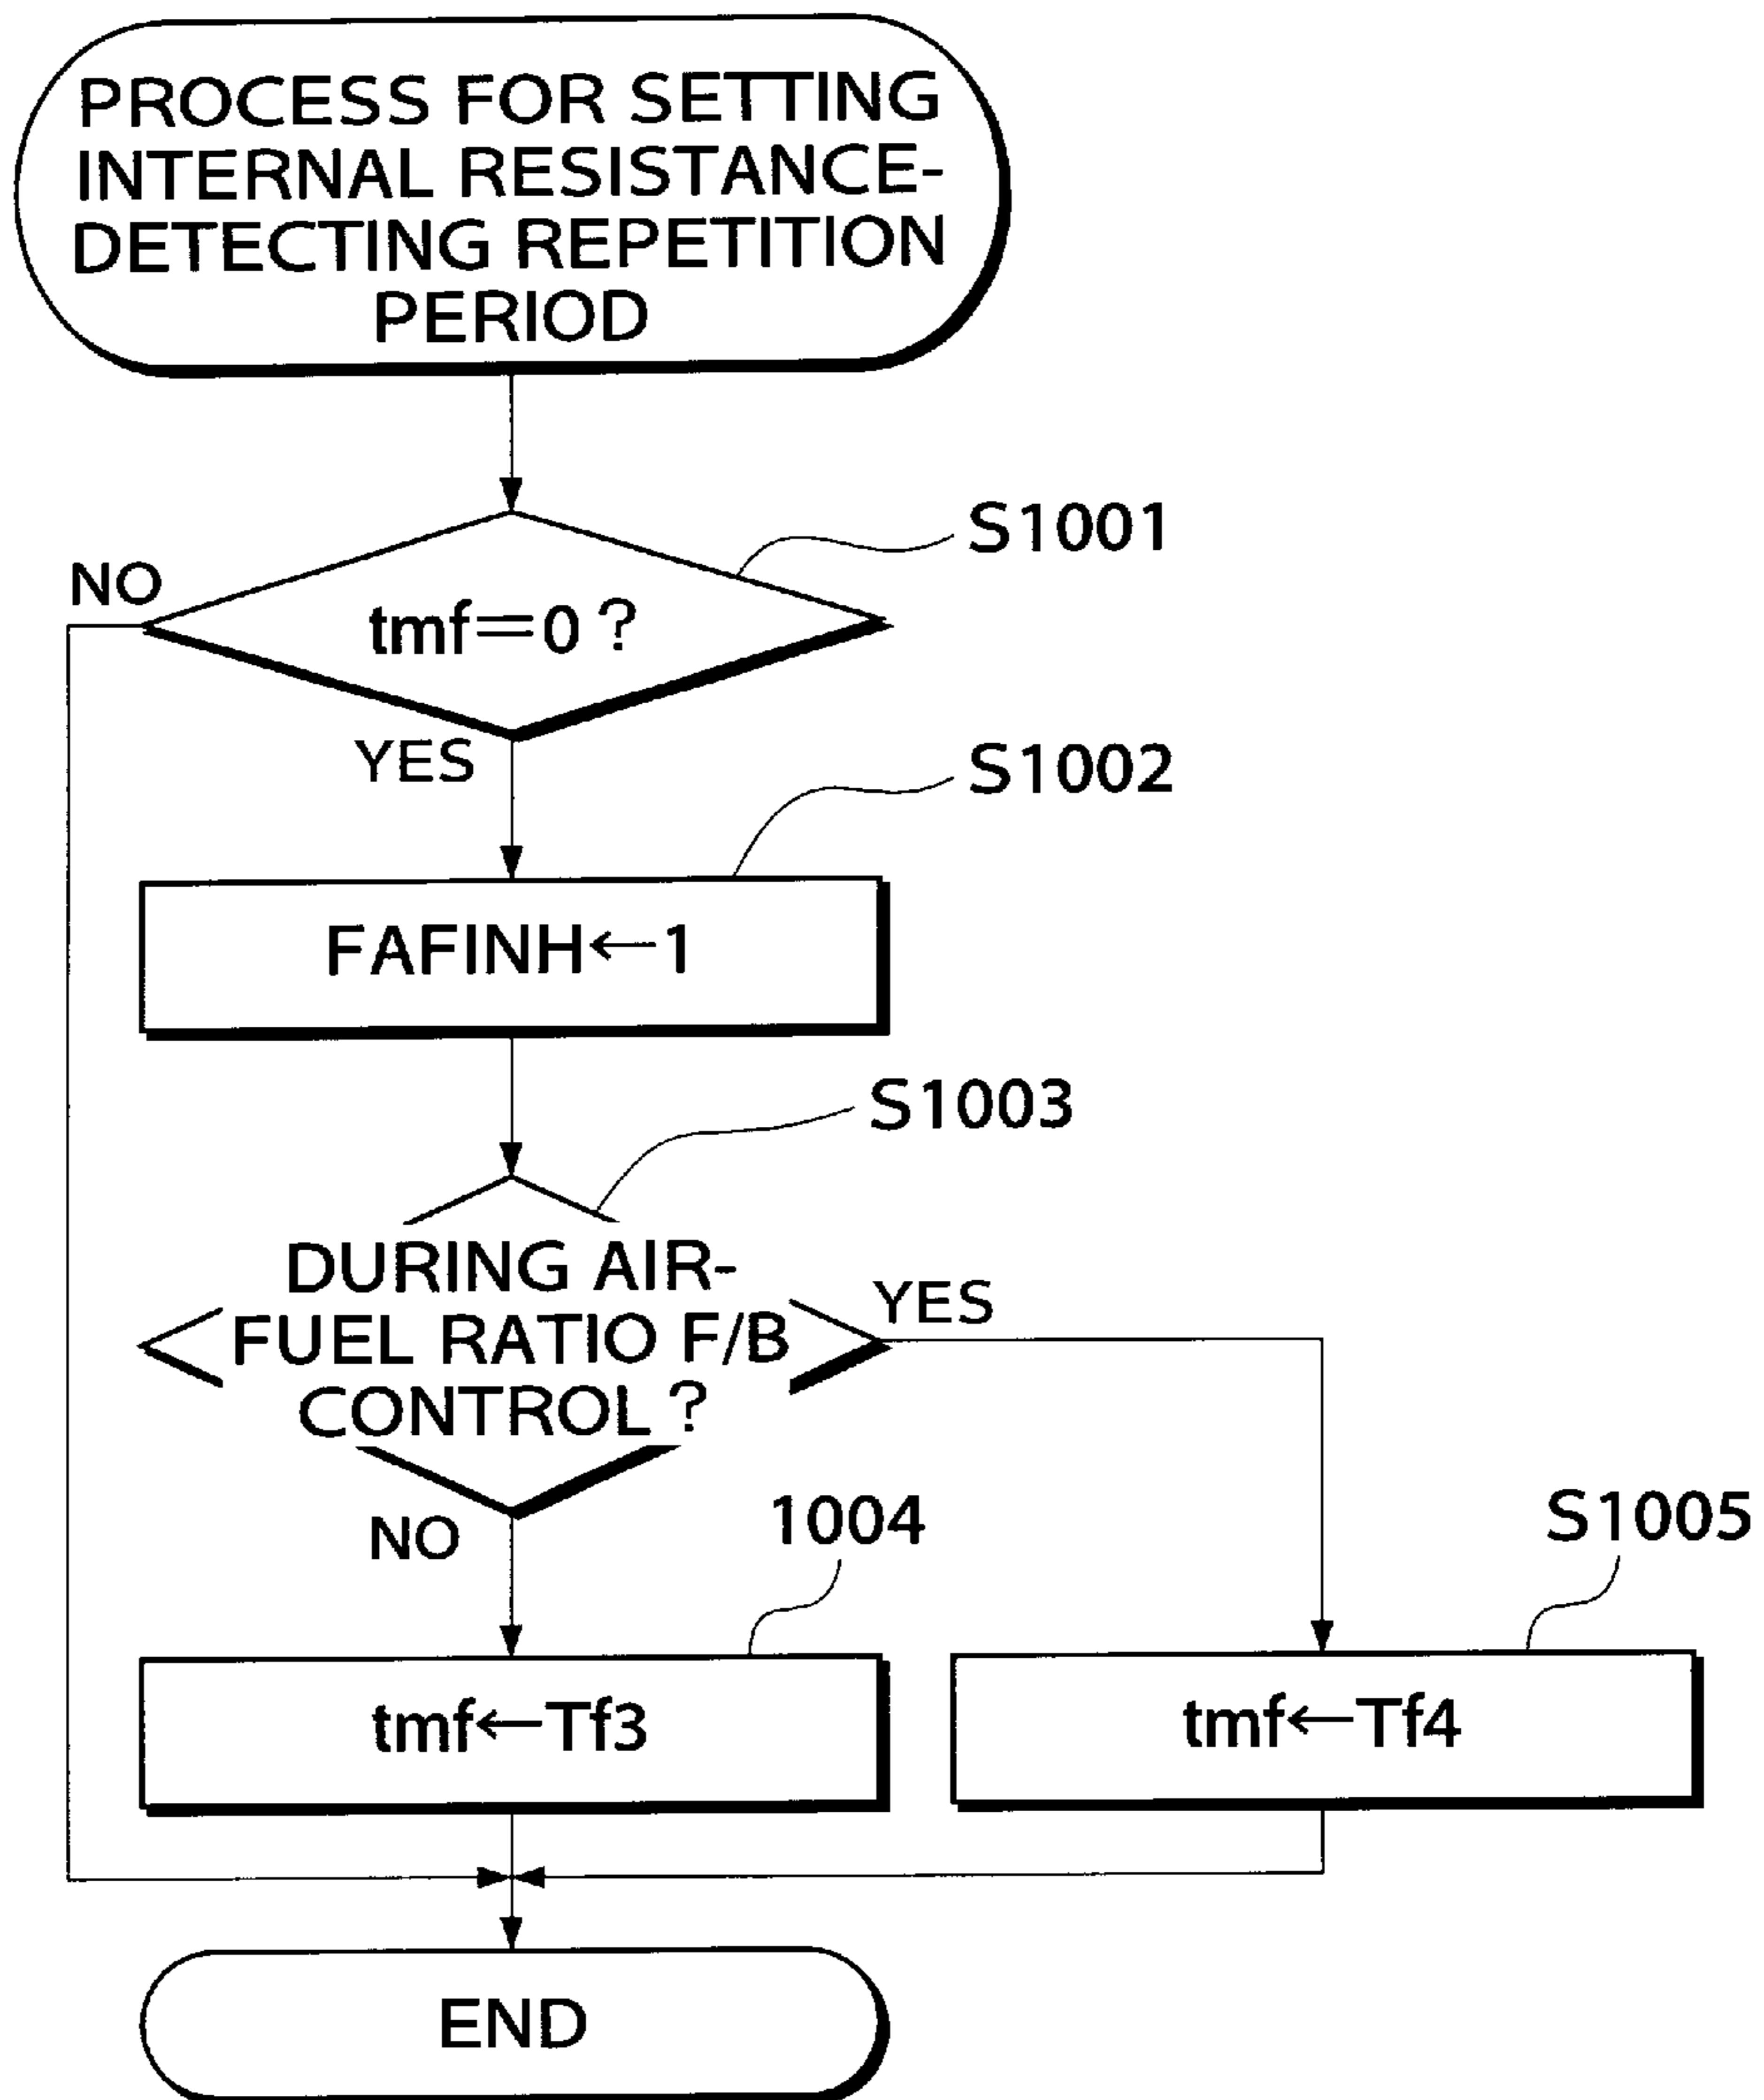 PROCESS FOR SETTING
INTERNAL RESISTANCE-
DETECTING REPETITION
PERIOD
S1001
NO
tmf=0?
YES
S1002
FAFINH←1
S1003
DURING AIR-
FUEL RATIO F/B
CONTROL?
YES
NO
1004
S1005
tmf←Tf3
tmf←Tf4
END